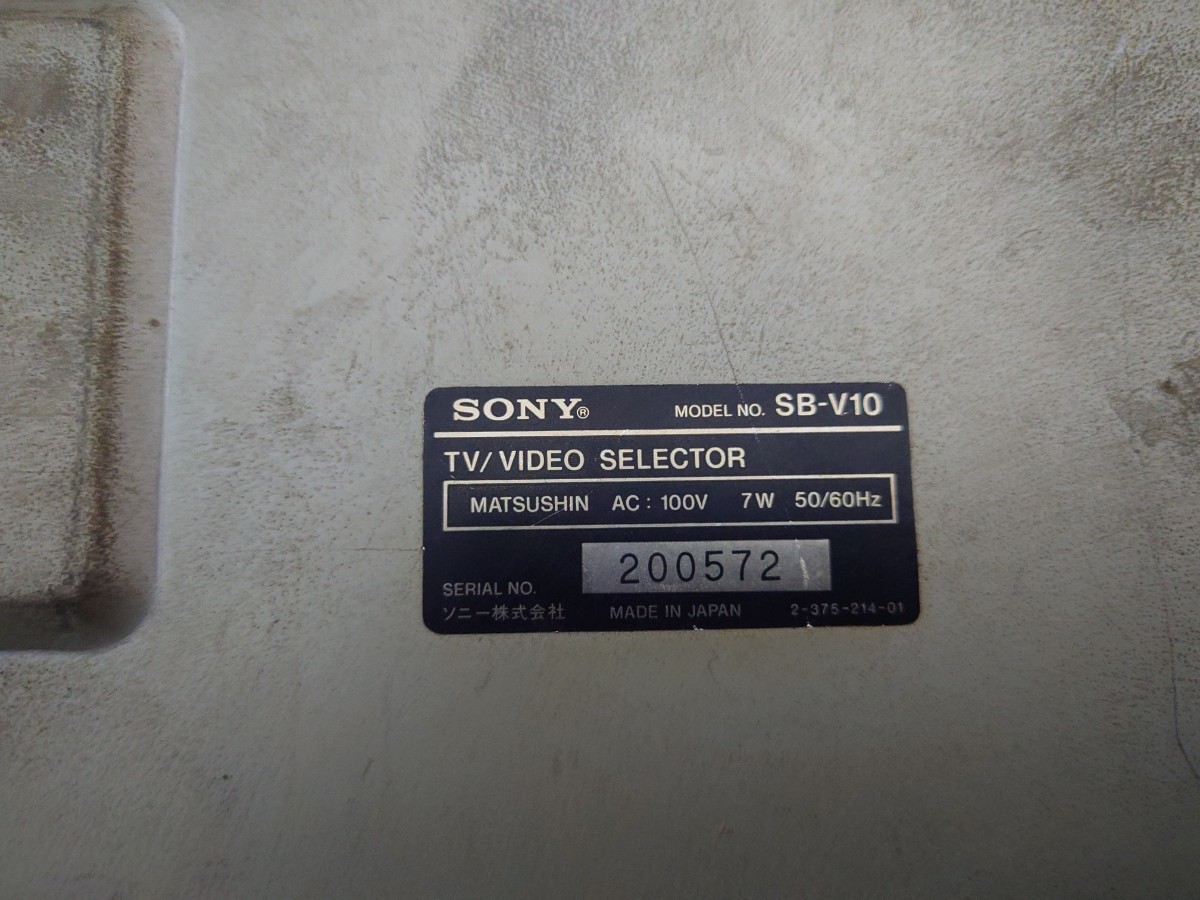 SONY® MODEL NO. SB-V10
TV/VIDEO SELECTOR
MATSUSHIN AC: 100V 7W 50/60Hz
200572
SERIAL NO.
ソニー株式会社 MADE IN JAPAN 2-375-214-01